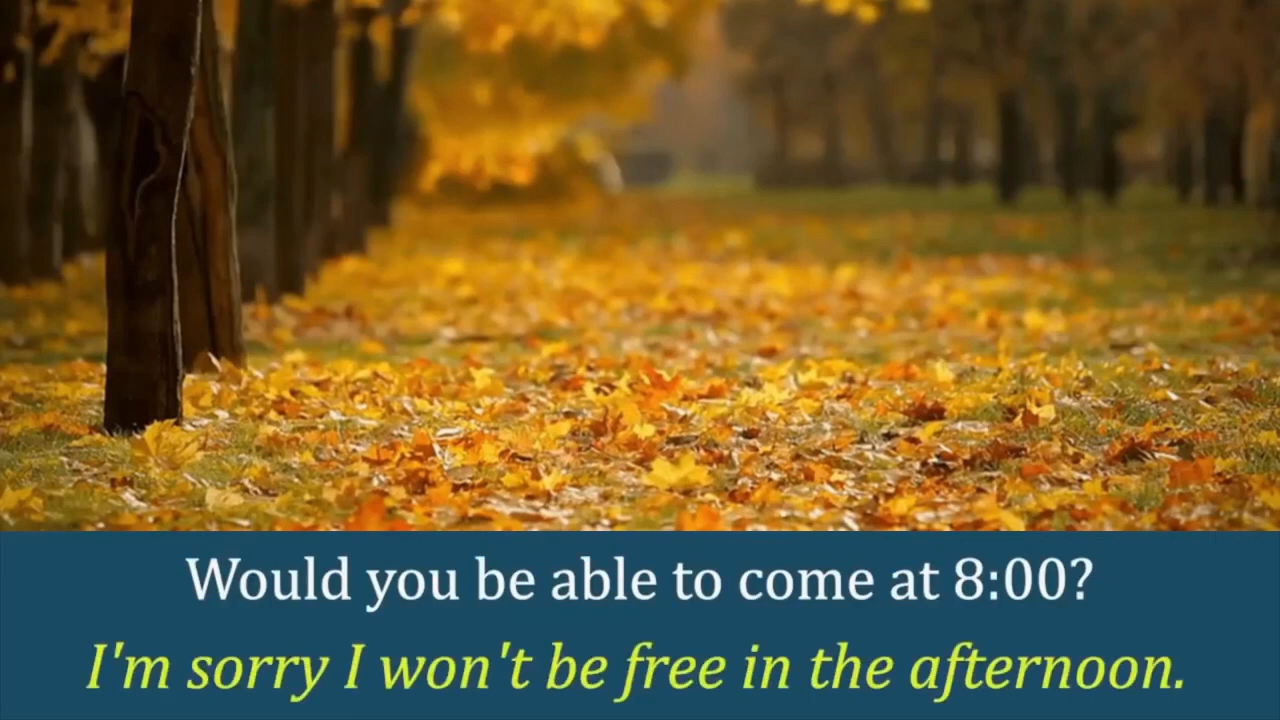 Would you be able to come at 8:00?
I'm sorry I won't be free in the afternoon.